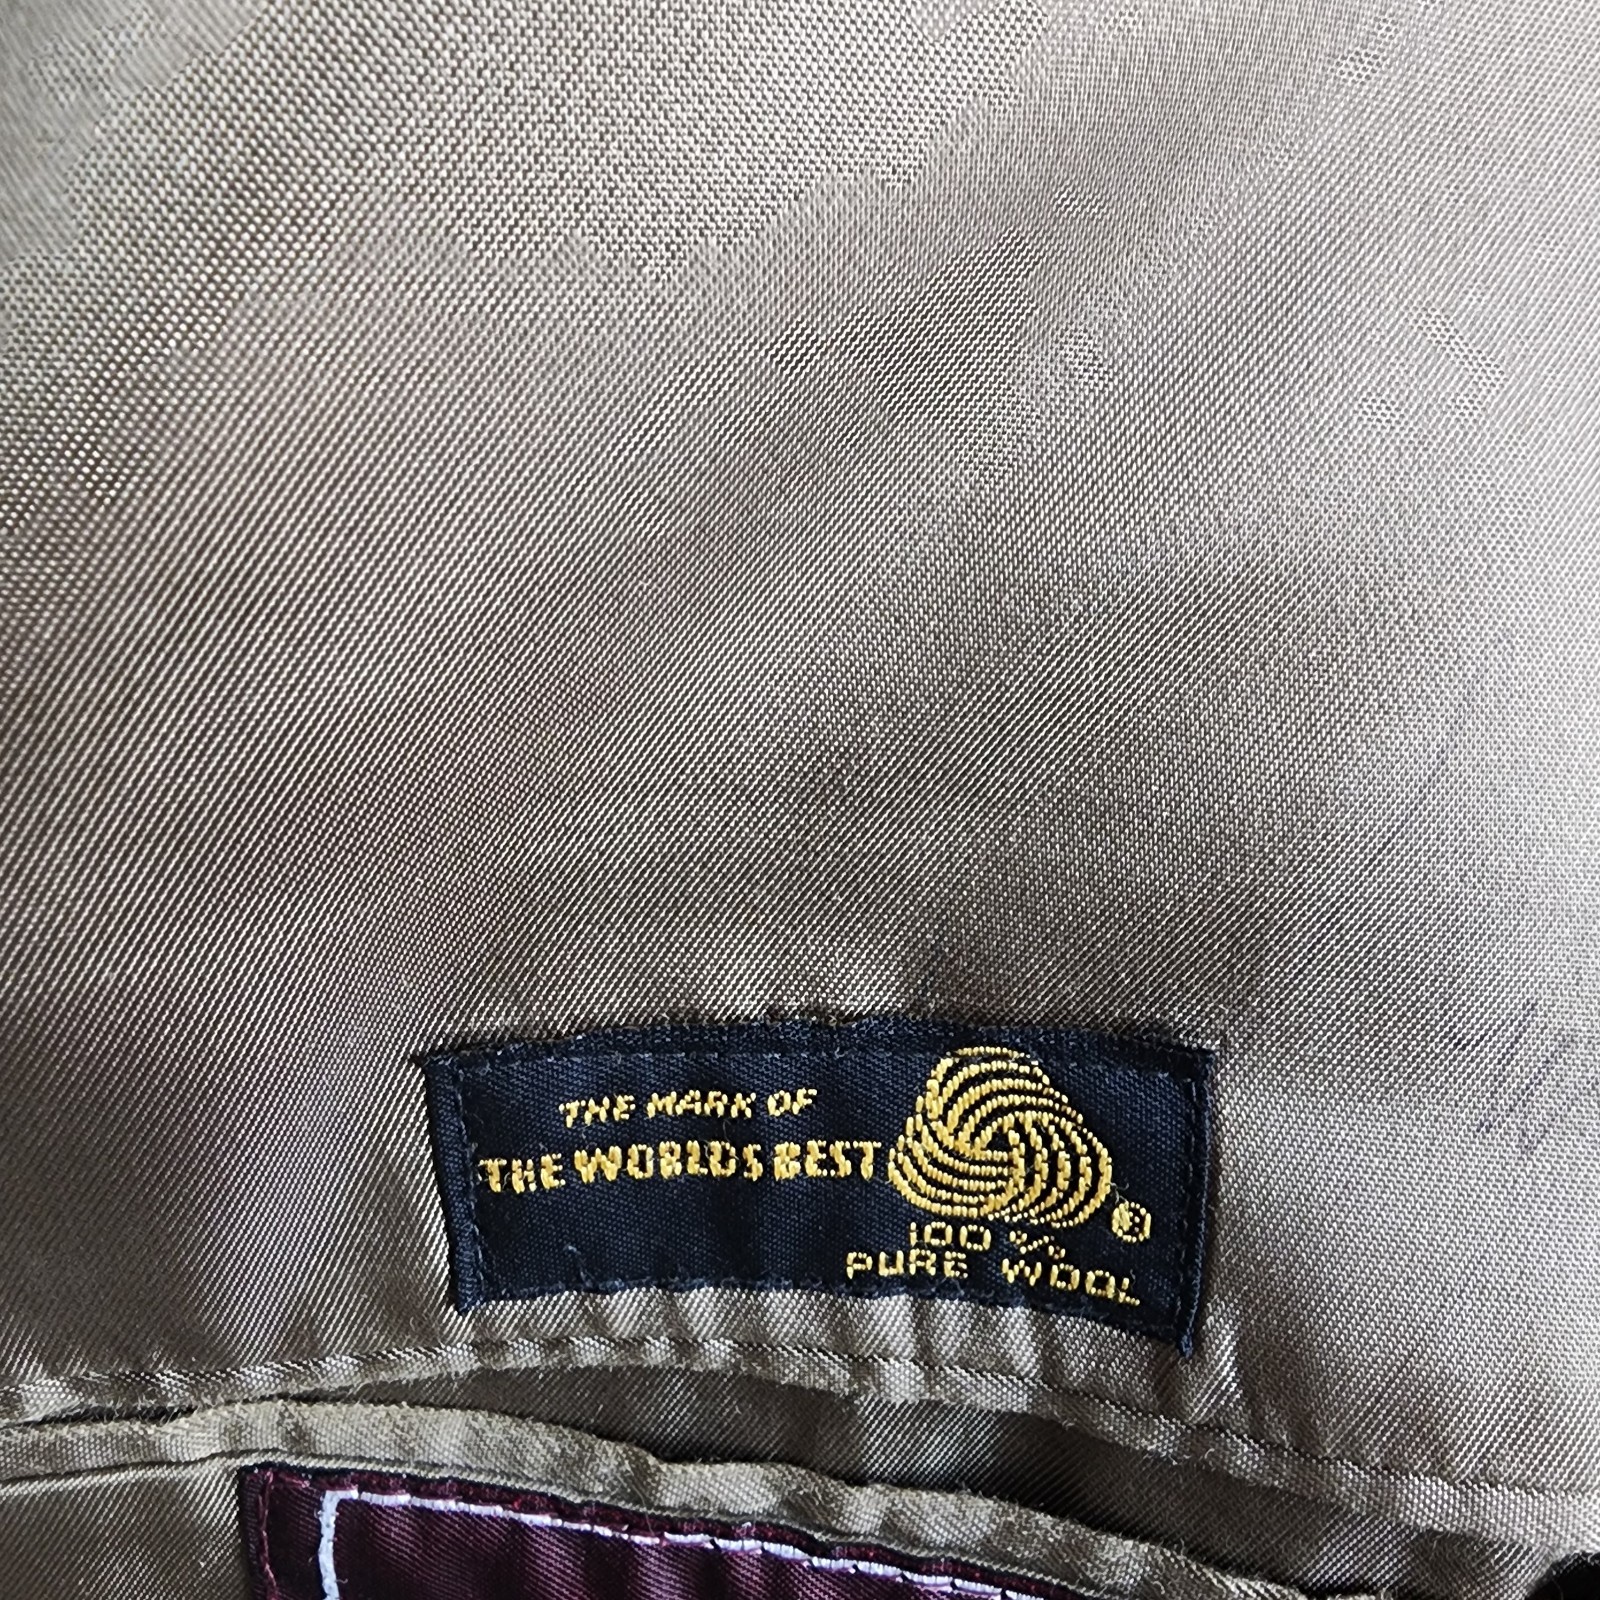 THE MARK OF
THE WORLDS BEST
®
100%
PURE WOOL